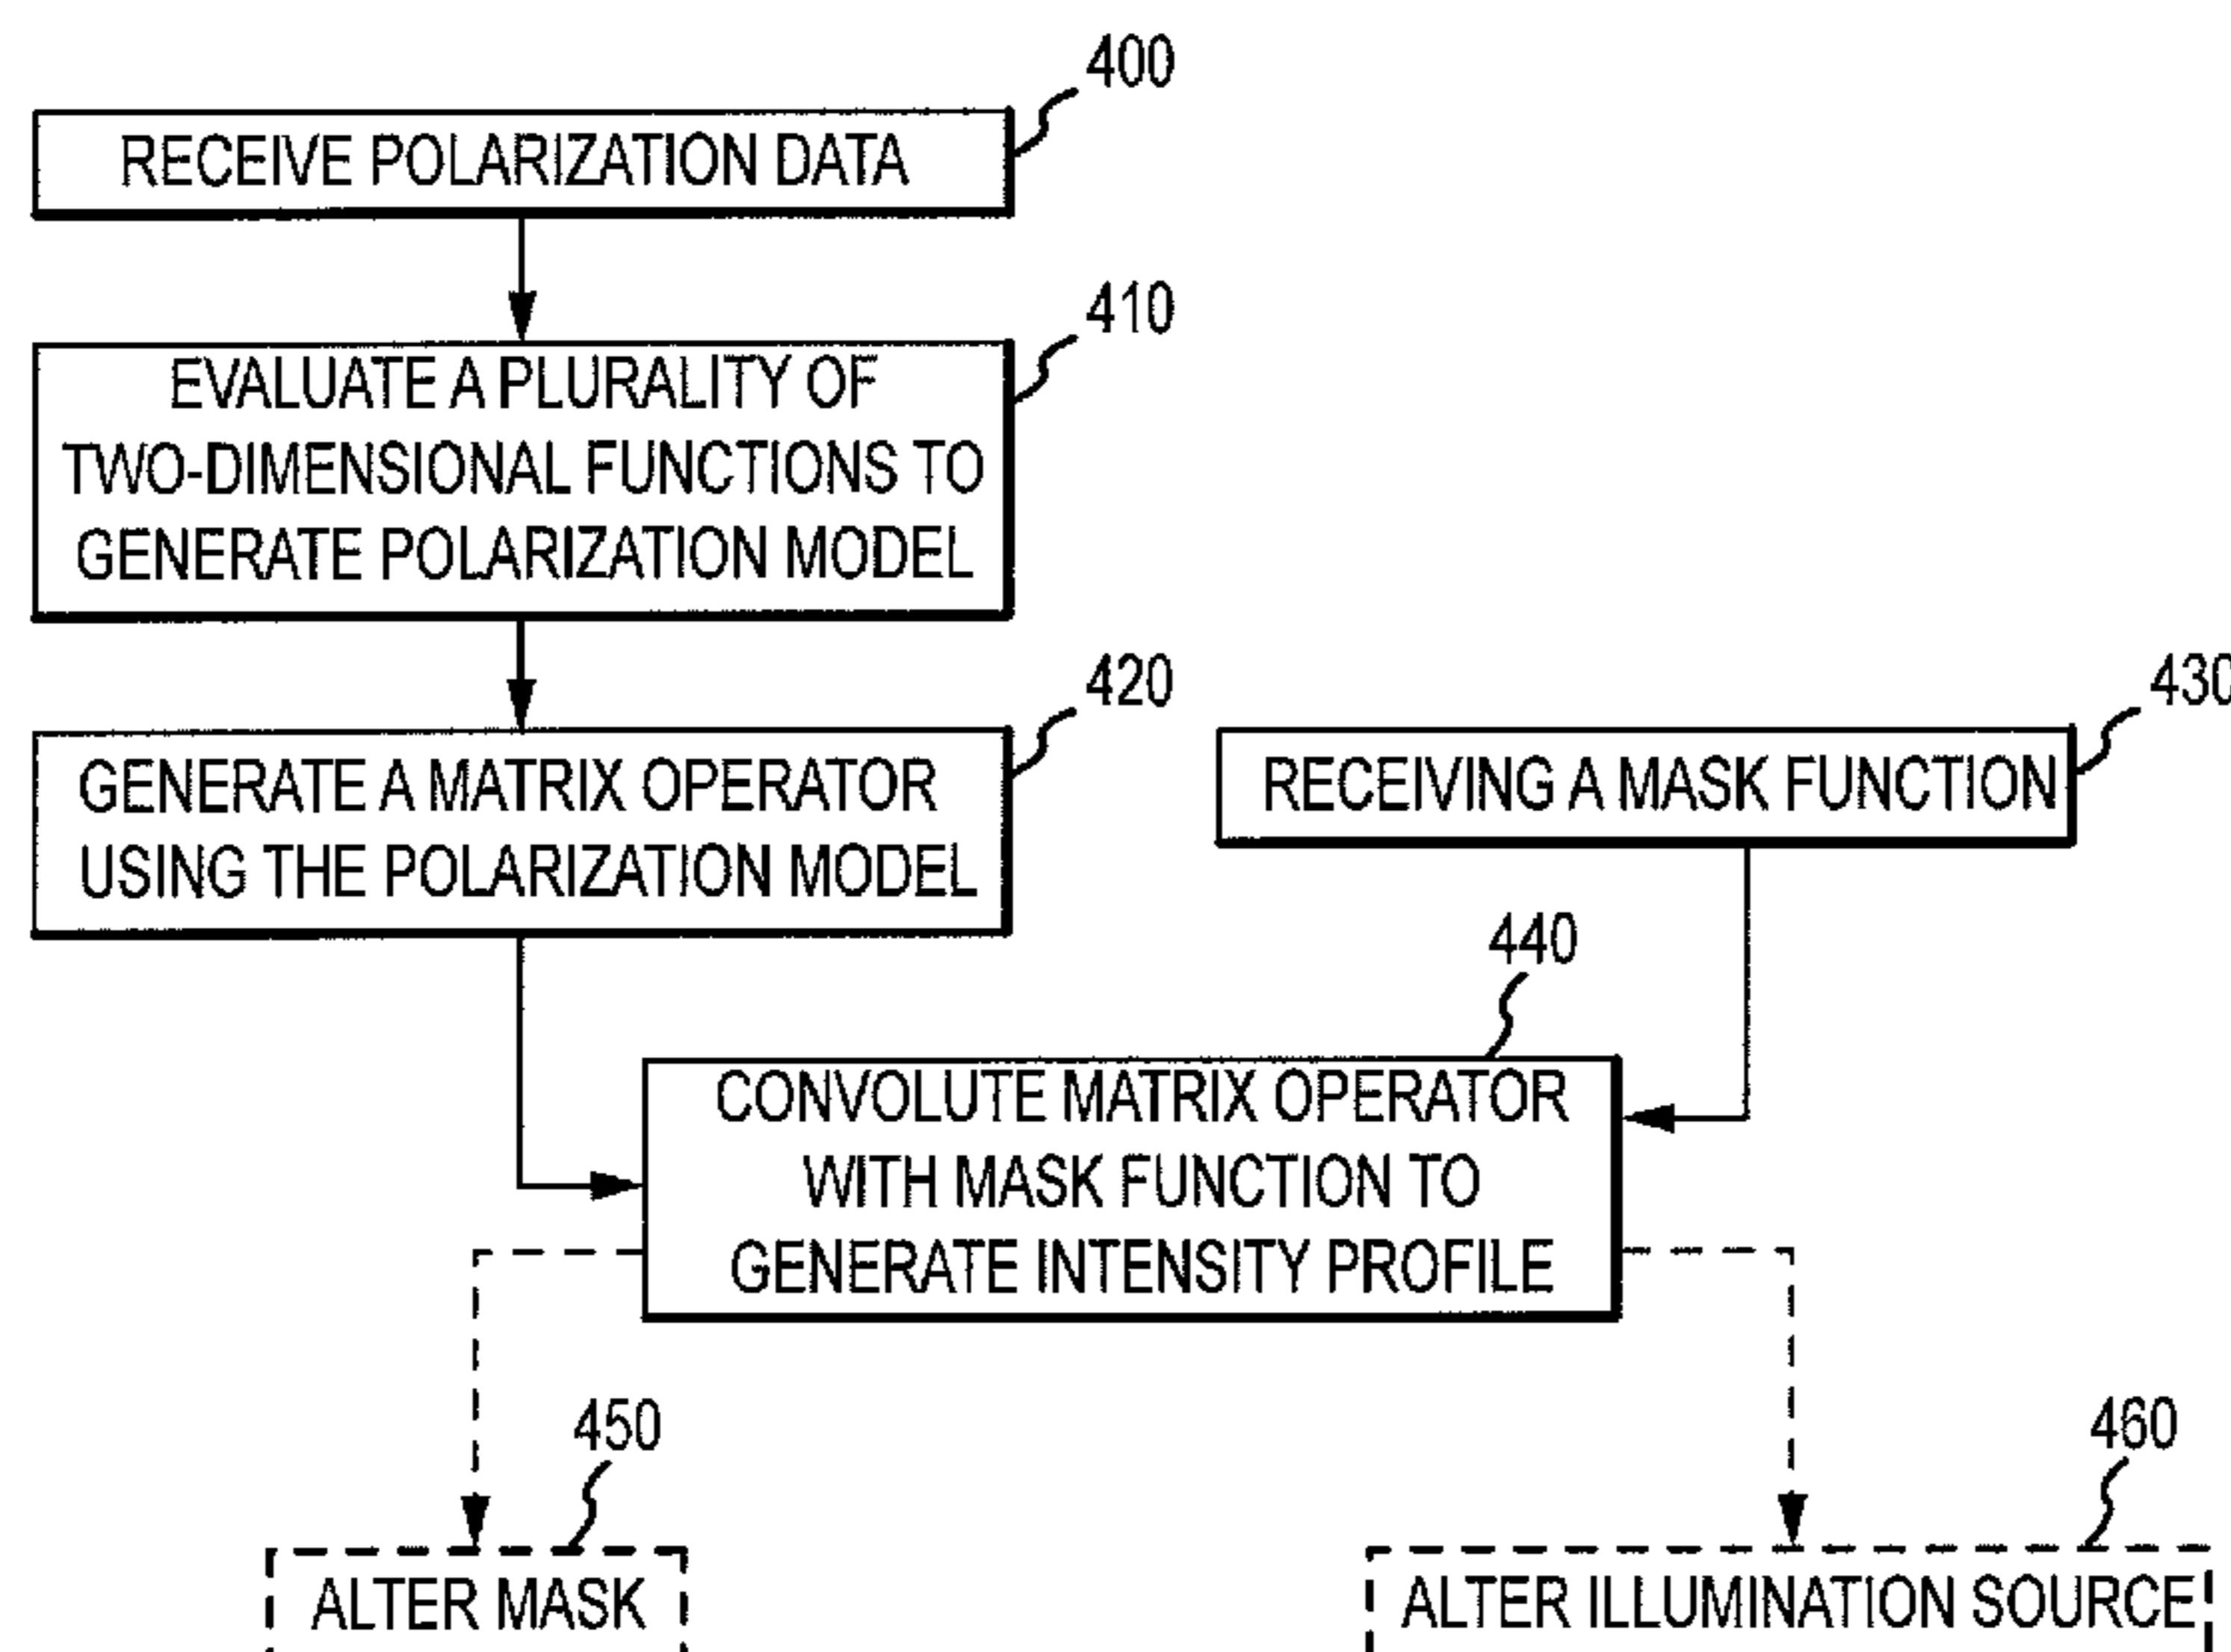 400
RECEIVE POLARIZATION DATA
410
EVALUATE A PLURALITY OF
TWO-DIMENSIONAL FUNCTIONS TO
GENERATE POLARIZATION MODEL
420
GENERATE A MATRIX OPERATOR
USING THE POLARIZATION MODEL
430
RECEIVING A MASK FUNCTION
440
CONVOLUTE MATRIX OPERATOR
WITH MASK FUNCTION TO
GENERATE INTENSITY PROFILE
450
ALTER MASK
460
ALTER ILLUMINATION SOURCE